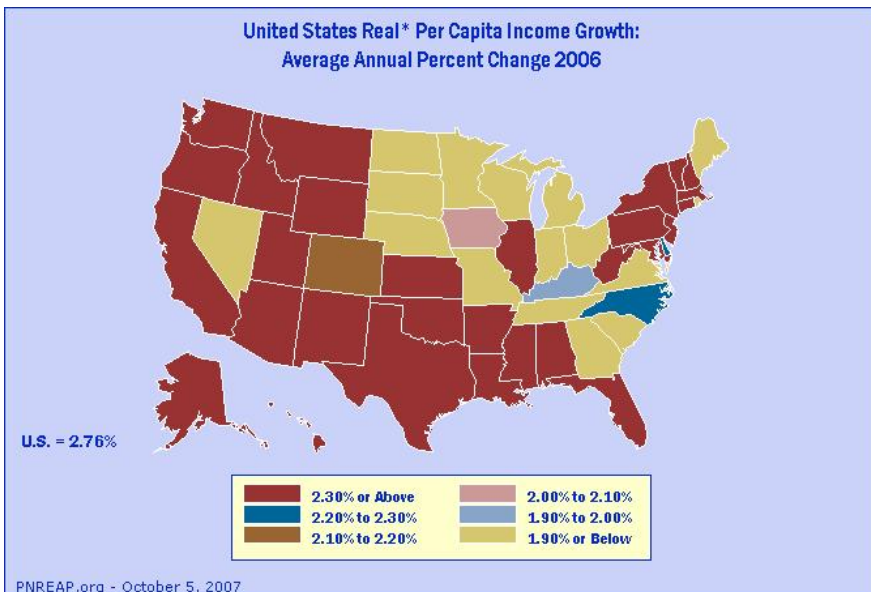 United States Real* Per Capita Income Growth:
Average Annual Percent Change 2006
U.S. = 2.76%
2.30% or Above
2.20% to 2.30%
2.10% to 2.20%
2.00% to 2.10%
1.90% to 2.00%
1.90% or Below
PNREAP.org - October 5, 2007